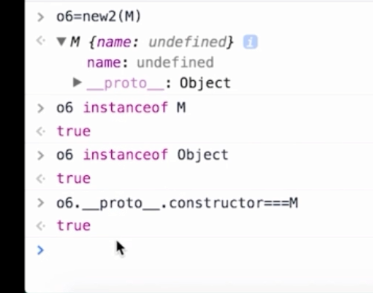 > o6=new2(M)
< ▼M {name: undefined} i
name: undefined
▶__proto__: Object
> o6 instanceof M
< true
> o6 instanceof Object
< true
> o6.__proto__.constructor===M
< true
>